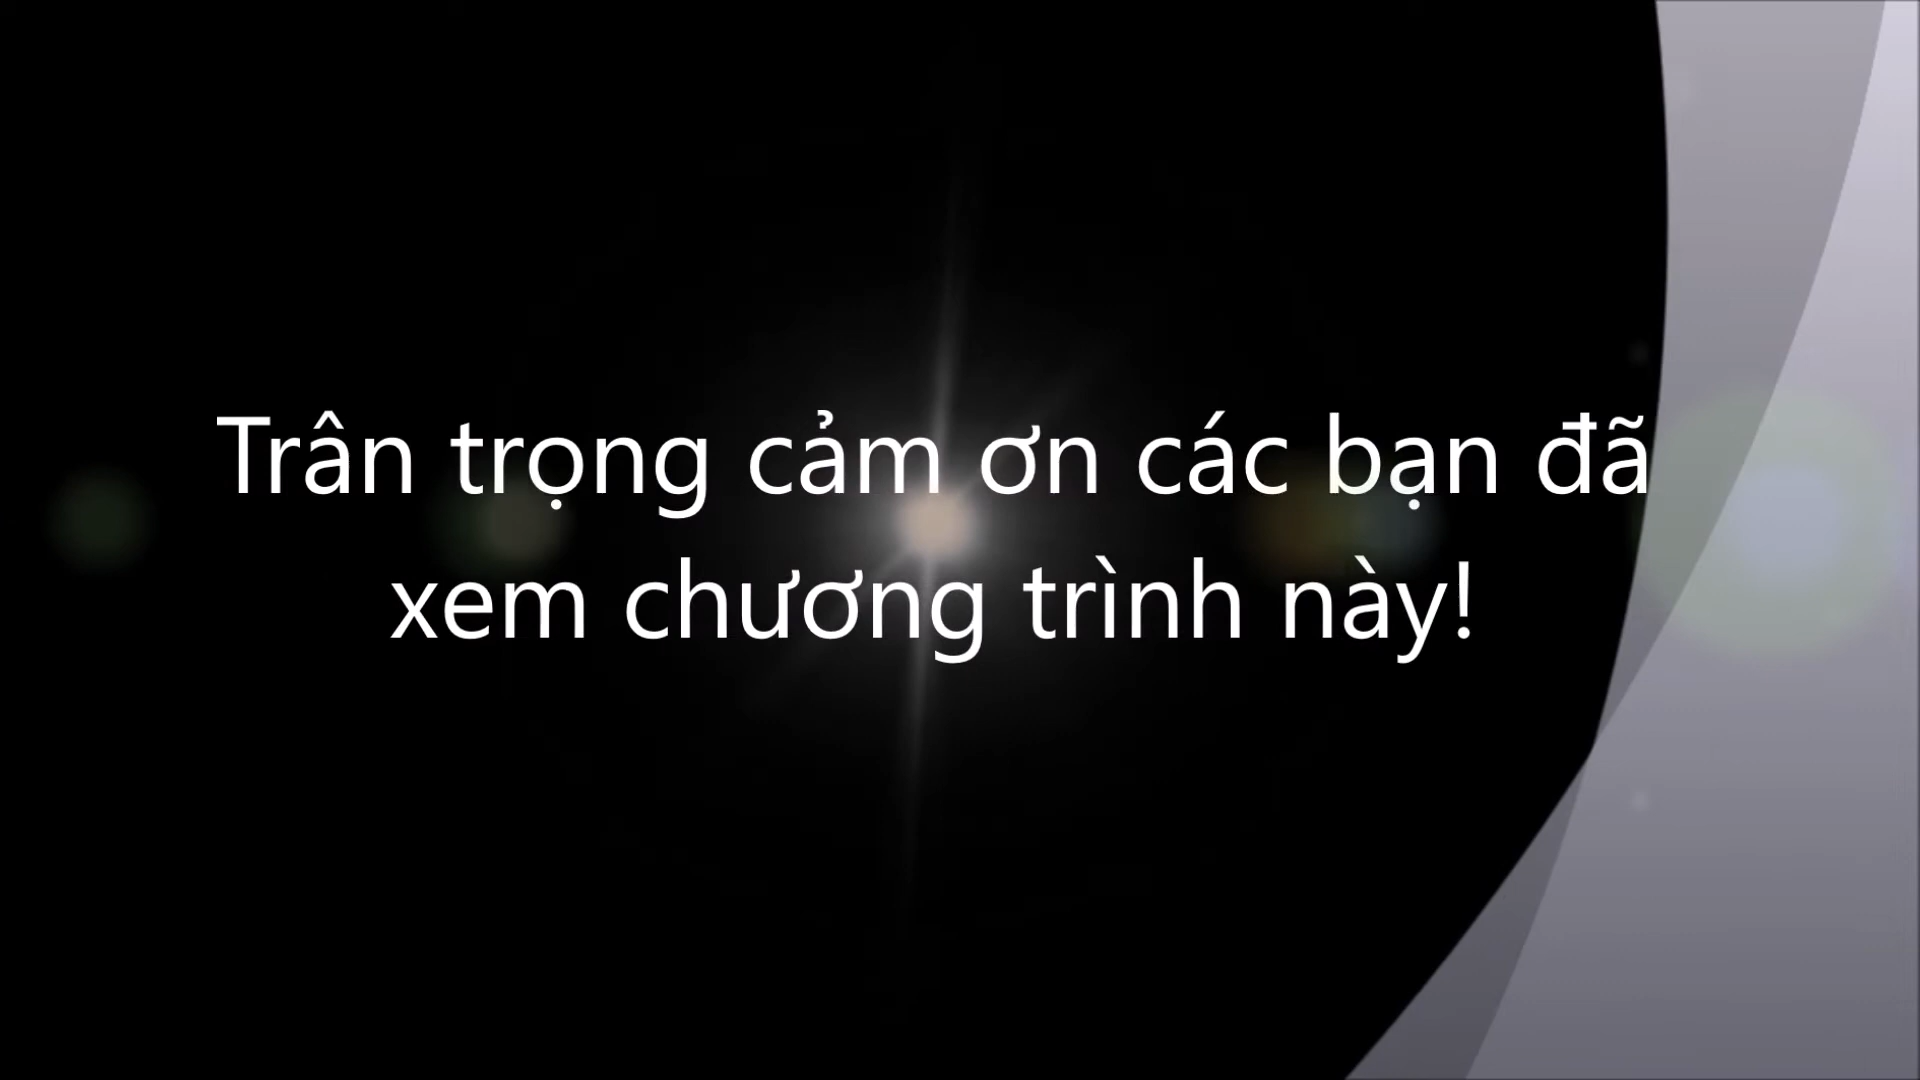 Trân trọng cảm ơn các bạn đã
xem chương trình này!